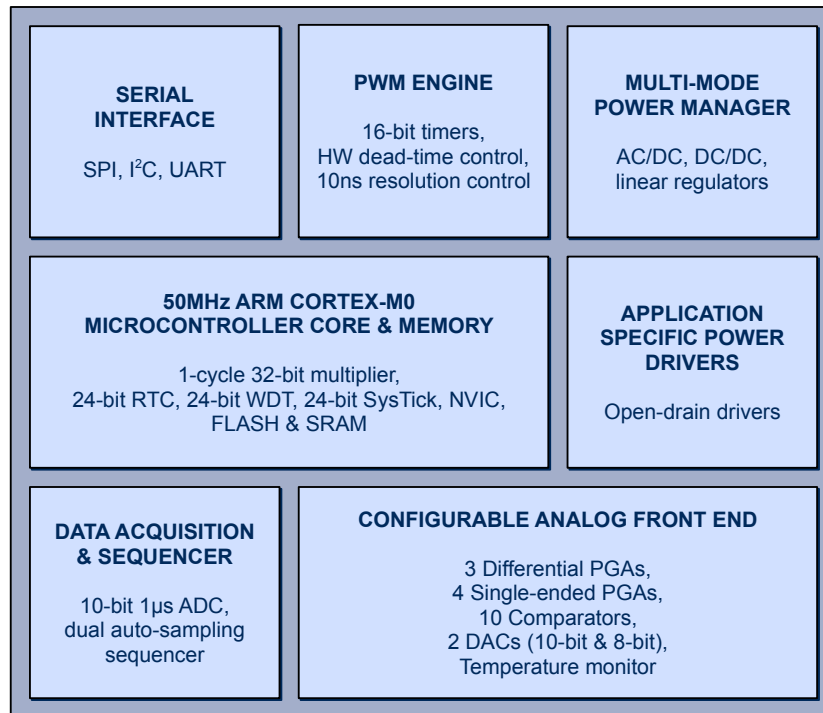 SERIAL
INTERFACE
SPI, I²C, UART
PWM ENGINE
16-bit timers,
HW dead-time control,
10ns resolution control
MULTI-MODE
POWER MANAGER
AC/DC, DC/DC,
linear regulators
50MHz ARM CORTEX-M0
MICROCONTROLLER CORE & MEMORY
1-cycle 32-bit multiplier,
24-bit RTC, 24-bit WDT, 24-bit SysTick, NVIC,
FLASH & SRAM
APPLICATION
SPECIFIC POWER
DRIVERS
Open-drain drivers
DATA ACQUISITION
& SEQUENCER
10-bit 1μs ADC,
dual auto-sampling
sequencer
CONFIGURABLE ANALOG FRONT END
3 Differential PGAs,
4 Single-ended PGAs,
10 Comparators,
2 DACs (10-bit & 8-bit),
Temperature monitor